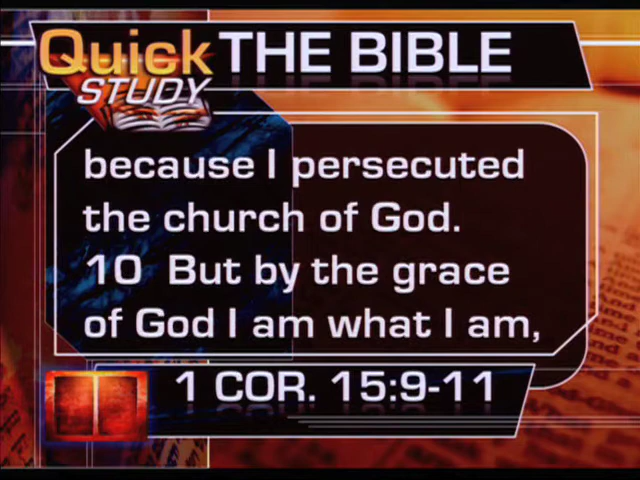 Quick THE BIBLE
STUDY
because I persecuted
the church of God.
10 But by the grace
of God I am what I am,
1 COR. 15:9-11